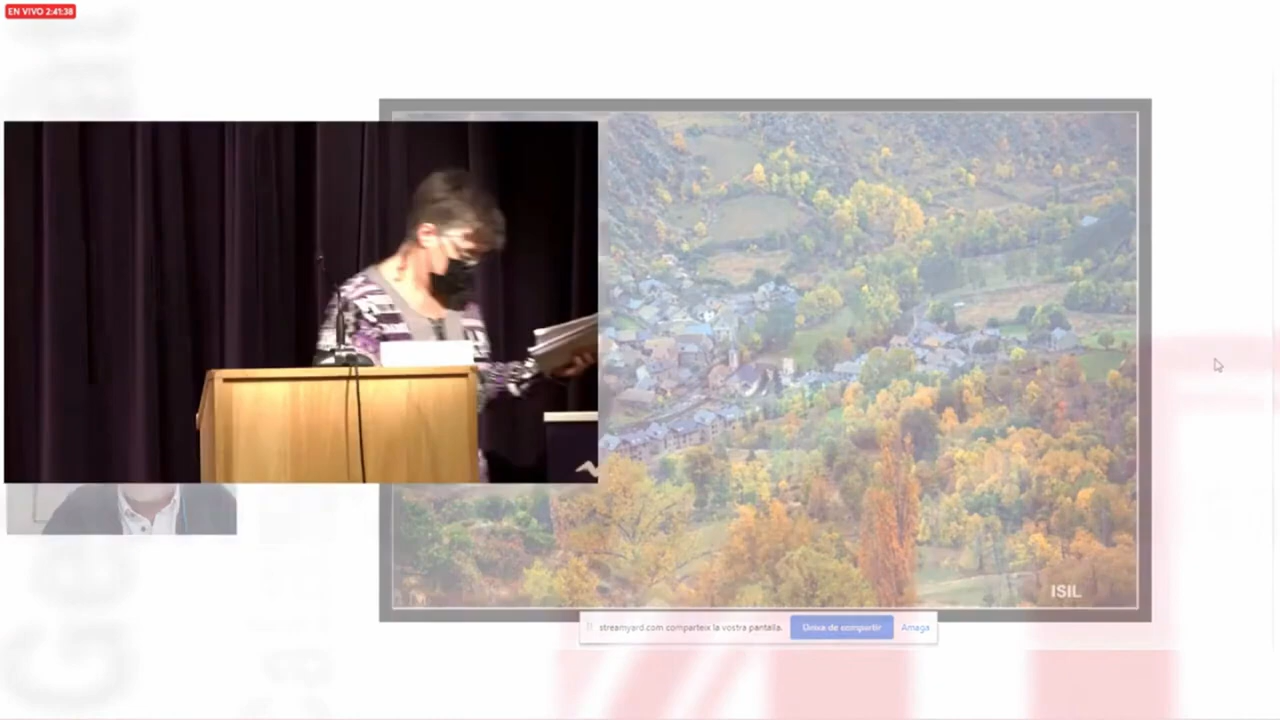 EN VIVO 2:41:38
ISIL
streamyard.com comparteix la vostra pantalla. Deixa de compartir Amaga